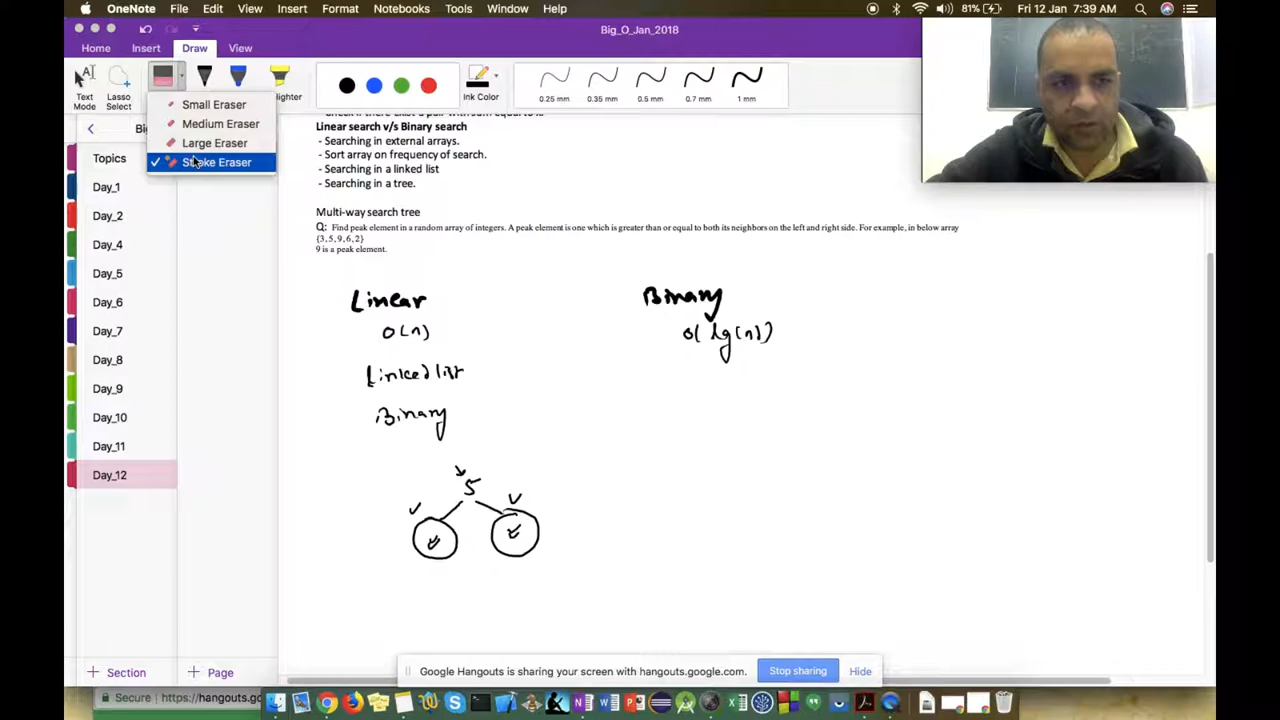 OneNote File Edit View Insert Format Notebooks Tools Window Help 81% Fri 12 Jan 7:39 AM
Big_O_Jan_2018
Home Insert Draw View
Text Mode
Lasso Select
lighter
Ink Color
0.25 mm 0.35 mm 0.5 mm 0.7 mm 1 mm
Small Eraser
Medium Eraser
Large Eraser
Stroke Eraser
Topics
Day_1
Day_2
Day_4
Day_5
Day_6
Day_7
Day_8
Day_9
Day_10
Day_11
Day_12
+ Section
+ Page
Linear search v/s Binary search
- Searching in external arrays.
- Sort array on frequency of search.
- Searching in a linked list
- Searching in a tree.
Multi-way search tree
Q: Find peak element in a random array of integers. A peak element is one which is greater than or equal to both its neighbors on the left and right side. For example, in below array
{3, 5, 9, 6, 2}
9 is a peak element.
Linear
O(n)
Linked list
Binary
5
Binary
O(lg(n))
Google Hangouts is sharing your screen with hangouts.google.com. Stop sharing Hide
Secure https://hangouts.go